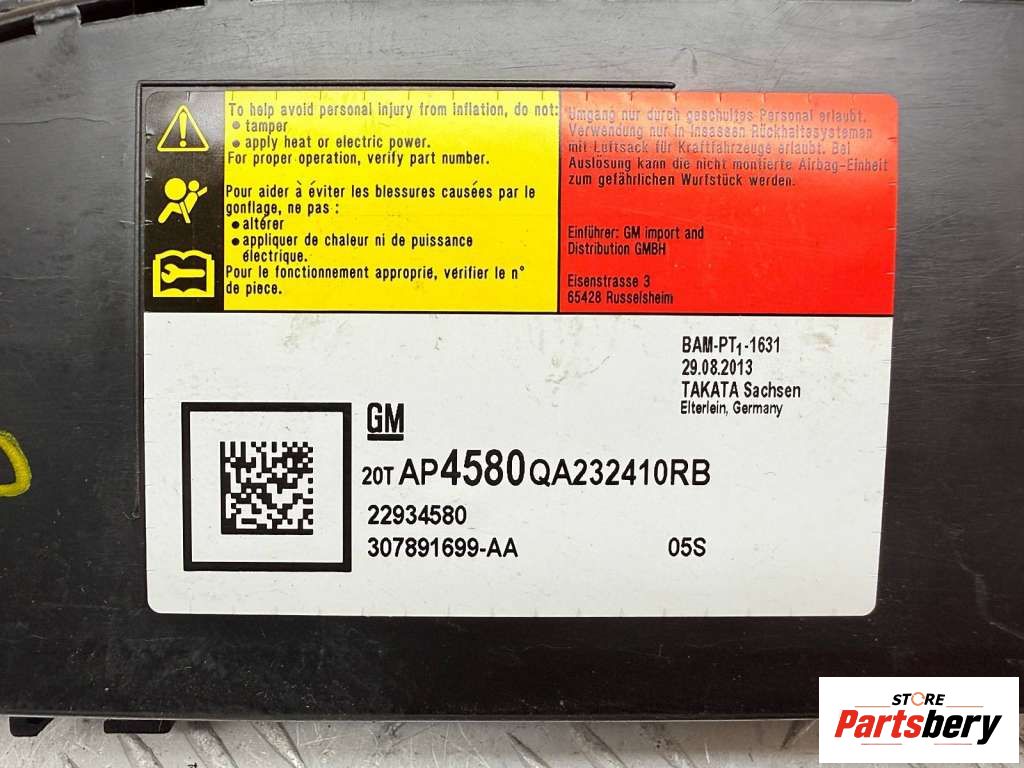 To help avoid personal injury from inflation, do not:
• tamper
• apply heat or electric power.
For proper operation, verify part number.
Pour aider à éviter les blessures causées par le
gonflage, ne pas :
• altérer
• appliquer de chaleur ni de puissance
électrique.
Pour le fonctionnement approprié, vérifier le n°
de piece.
Umgang nur durch geschultes Personal erlaubt.
Verwendung nur in Insassen Rückhaltesystemen
mit Luftsack für Kraftfahrzeuge erlaubt. Bei
Auslösung kann die nicht montierte Airbag-Einheit
zum gefährlichen Wurfstück werden.
Einführer: GM import and
Distribution GMBH
Eisenstrasse 3
65428 Russelsheim
BAM-PT₁-1631
29.08.2013
TAKATA Sachsen
Elterlein, Germany
GM
20T AP4580QA232410RB
22934580
307891699-AA 05S
STORE
Partsbery